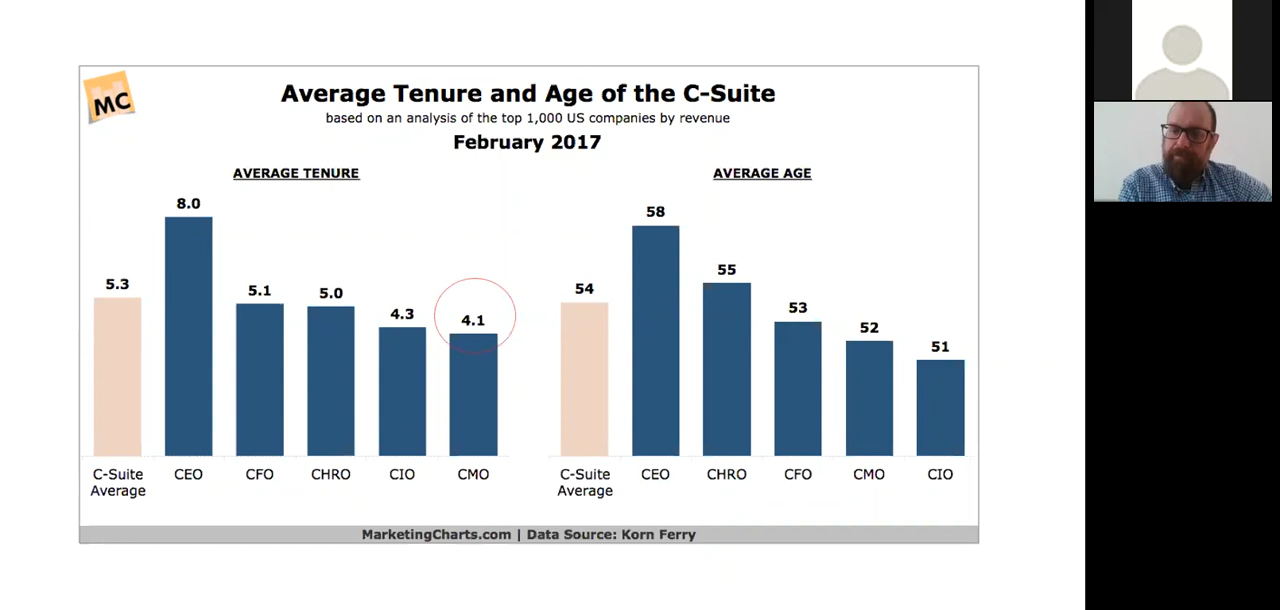 MC
Average Tenure and Age of the C-Suite
based on an analysis of the top 1,000 US companies by revenue
February 2017
AVERAGE TENURE
8.0
5.3
5.1
5.0
4.3
4.1
C-Suite Average
CEO
CFO
CHRO
CIO
CMO
AVERAGE AGE
58
54
55
53
52
51
C-Suite Average
CEO
CHRO
CFO
CMO
CIO
MarketingCharts.com | Data Source: Korn Ferry